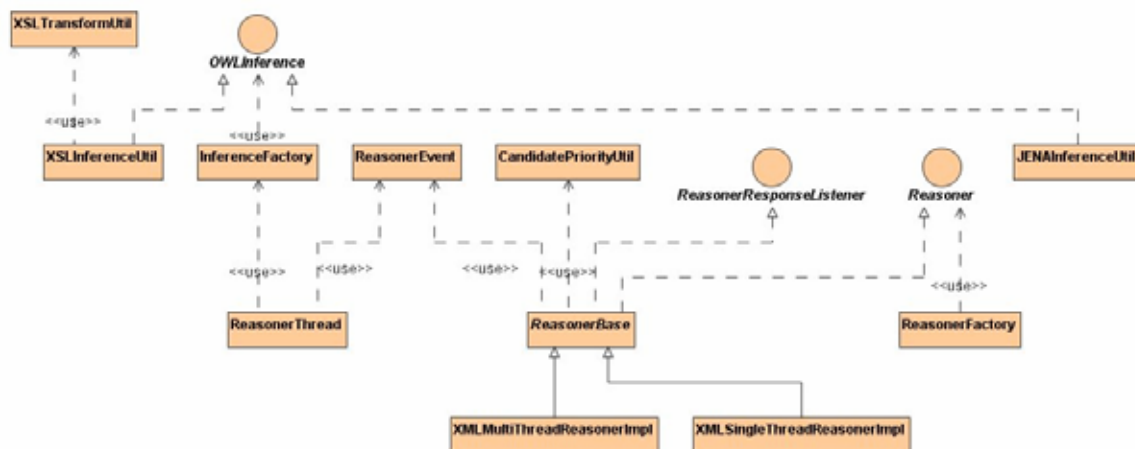 XSLTransformUtil
OWLInference
<<use>>
<<use>>
XSLInferenceUtil
InferenceFactory
ReasonerEvent
CandidatePriorityUtil
ReasonerResponseListener
Reasoner
JENAInferenceUtil
<<use>>
<<use>>
<<use>>
<<use>>
<<use>>
ReasonerThread
ReasonerBase
ReasonerFactory
XMLMultiThreadReasonerImpl
XMLSingleThreadReasonerImpl